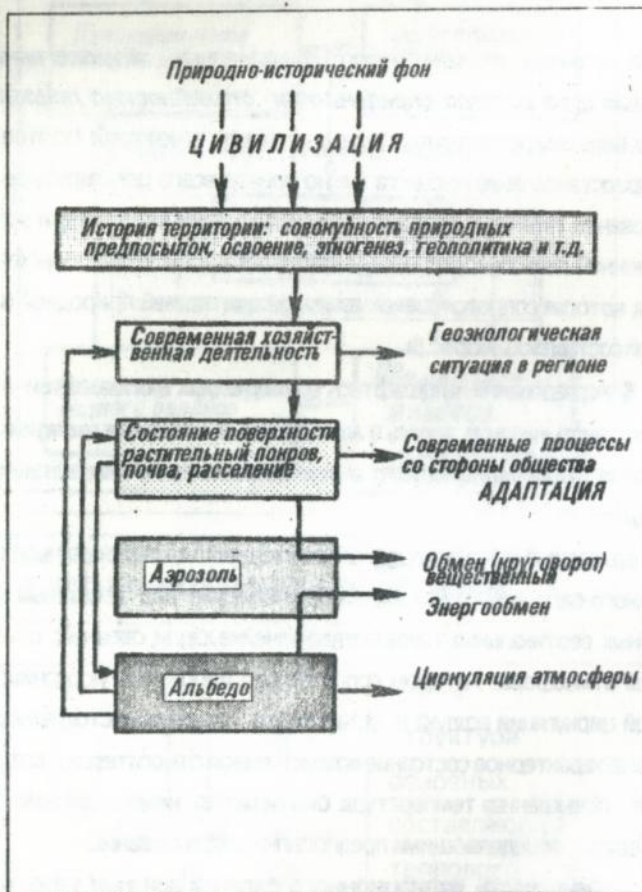 Природно-исторический фон
ЦИВИЛИЗАЦИЯ
История территории: совокупность природных
предпосылок, освоение, этногенез, геополитика и т.д.
Современная хозяйст-
венная деятельность
Геоэкологическая
ситуация в регионе
Состояние поверхности
растительный покров,
почва, расселение
Современные процессы
со стофоны общества
АДАПТАЦИЯ
Аэрозоль
Обмен (круговорот)
вещественный
Энергообмен
Альбедо
Циркуляция атмосферы